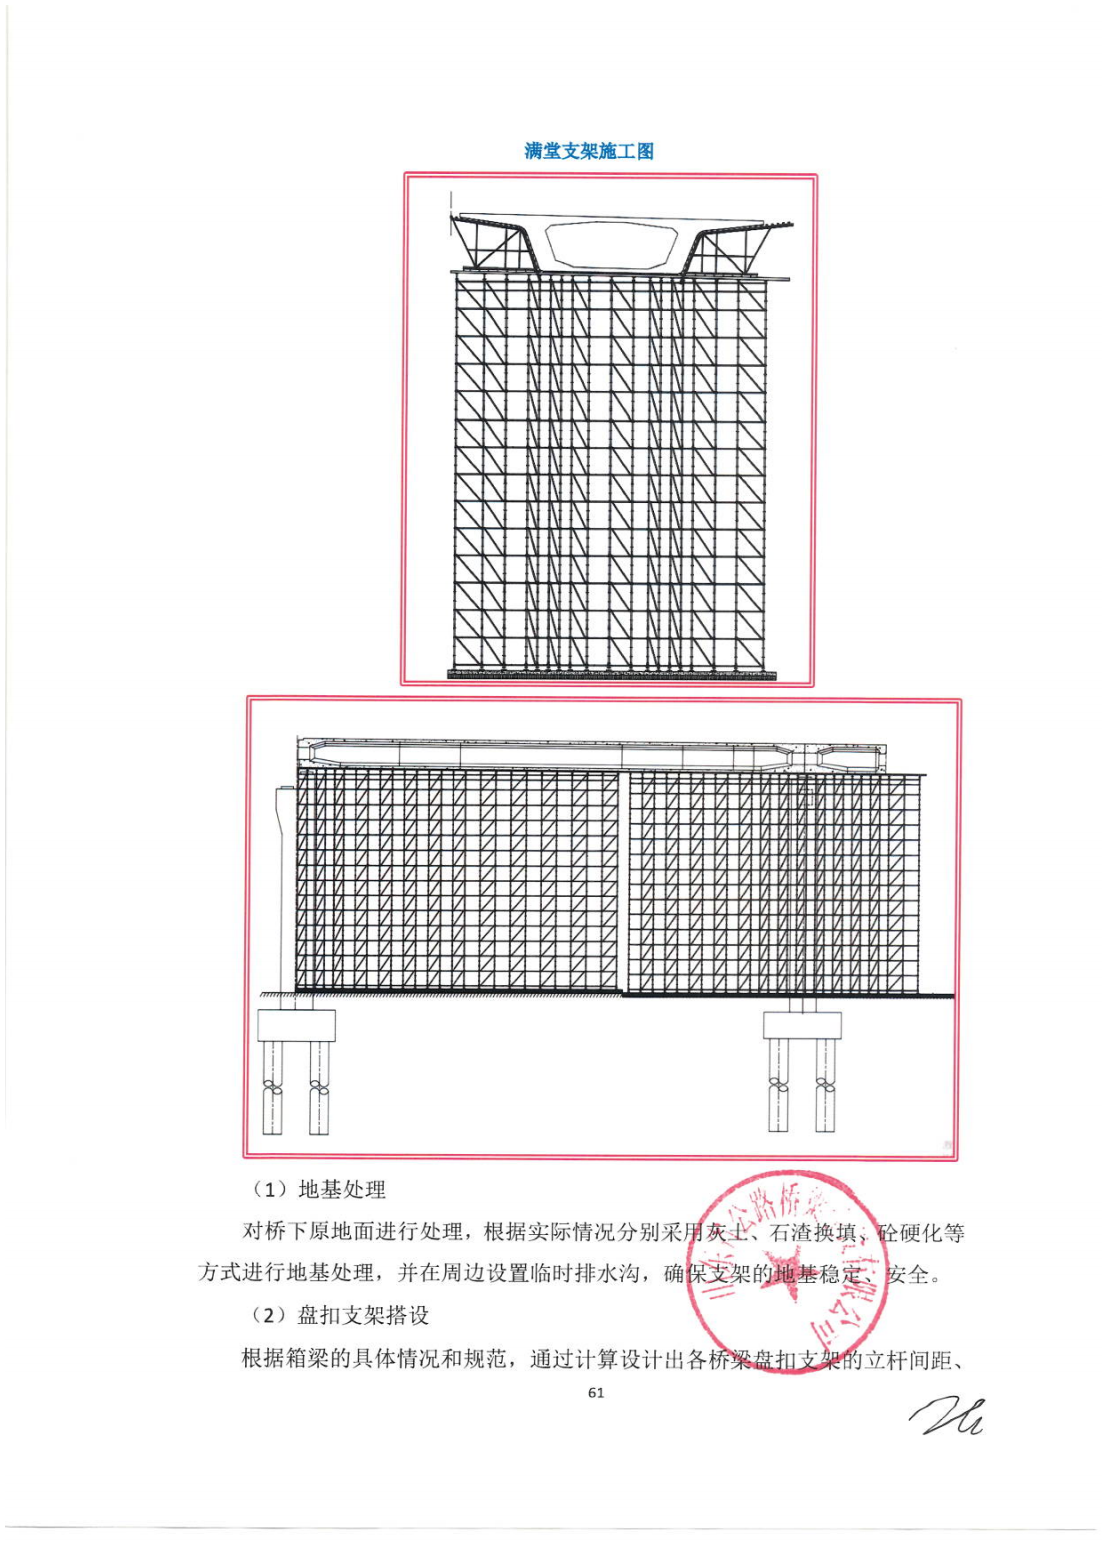 满堂支架施工图
（1）地基处理
对桥下原地面进行处理，根据实际情况分别采用灰土、石渣换填、砼硬化等
方式进行地基处理，并在周边设置临时排水沟，确保支架的地基稳定、安全。
（2）盘扣支架搭设
根据箱梁的具体情况和规范，通过计算设计出各桥梁盘扣支架的立杆间距、
61
公路桥梁
有限公司